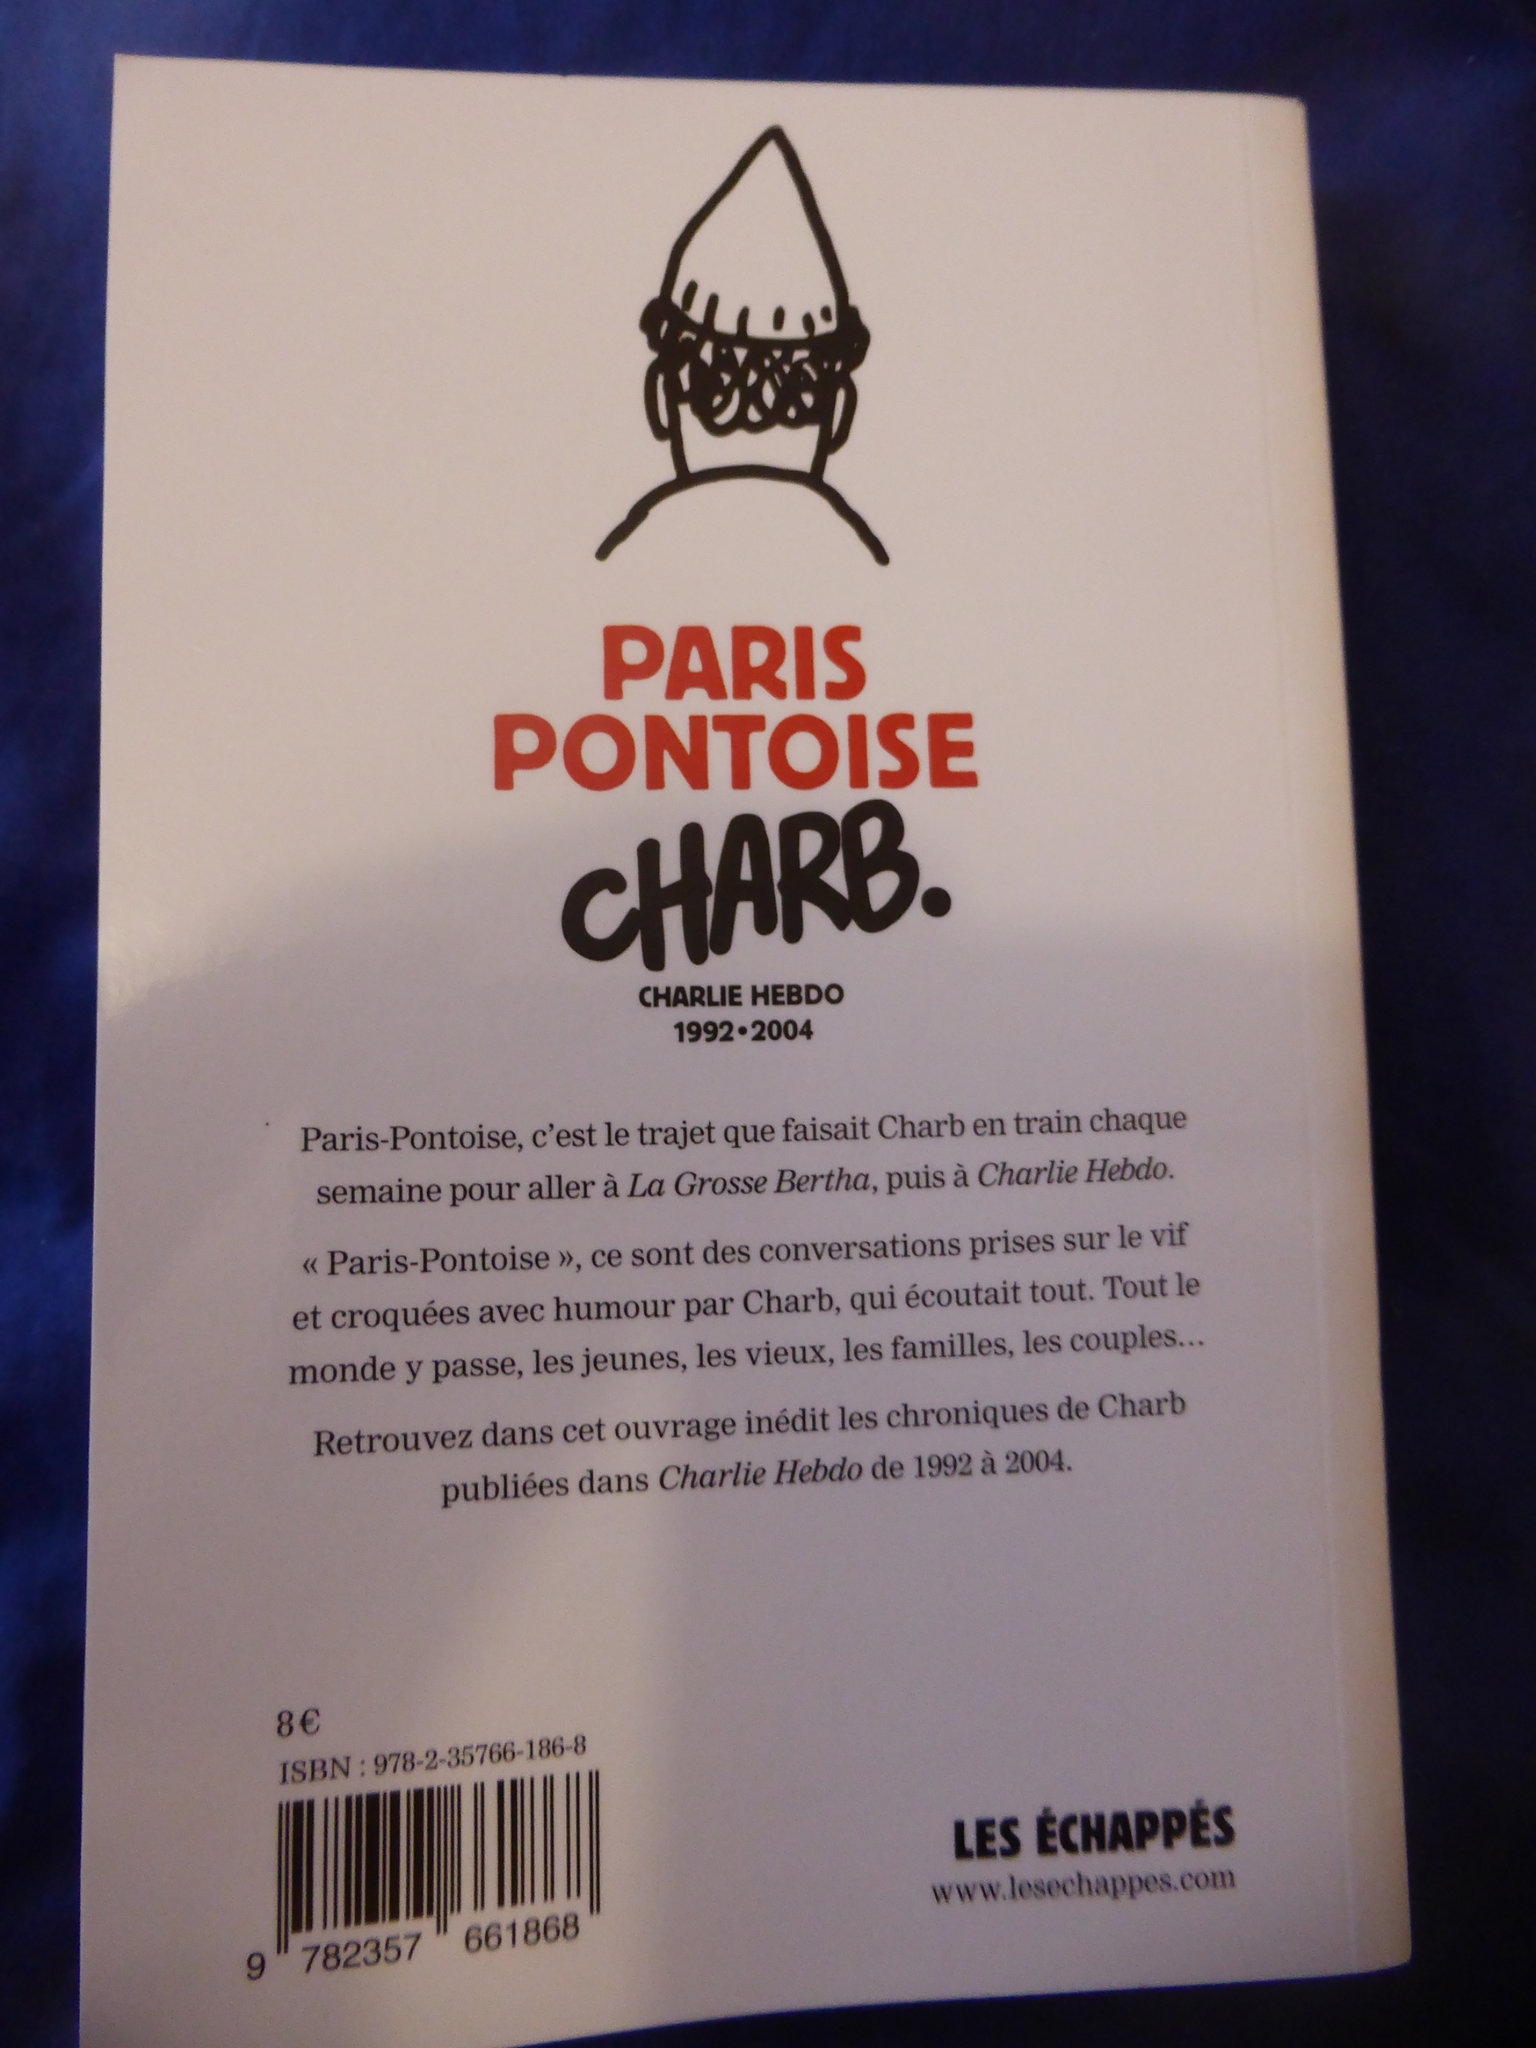 PARIS
PONTOISE
CHARB.
CHARLIE HEBDO
1992•2004
Paris-Pontoise, c'est le trajet que faisait Charb en train chaque
semaine pour aller à La Grosse Bertha, puis à Charlie Hebdo.
« Paris-Pontoise », ce sont des conversations prises sur le vif
et croquées avec humour par Charb, qui écoutait tout. Tout le
monde y passe, les jeunes, les vieux, les familles, les couples…
Retrouvez dans cet ouvrage inédit les chroniques de Charb
publiées dans Charlie Hebdo de 1992 à 2004.
8 €
ISBN : 978-2-35766-186-8
9 782357 661868
LES ÉCHAPPÉS
www.lesechappes.com